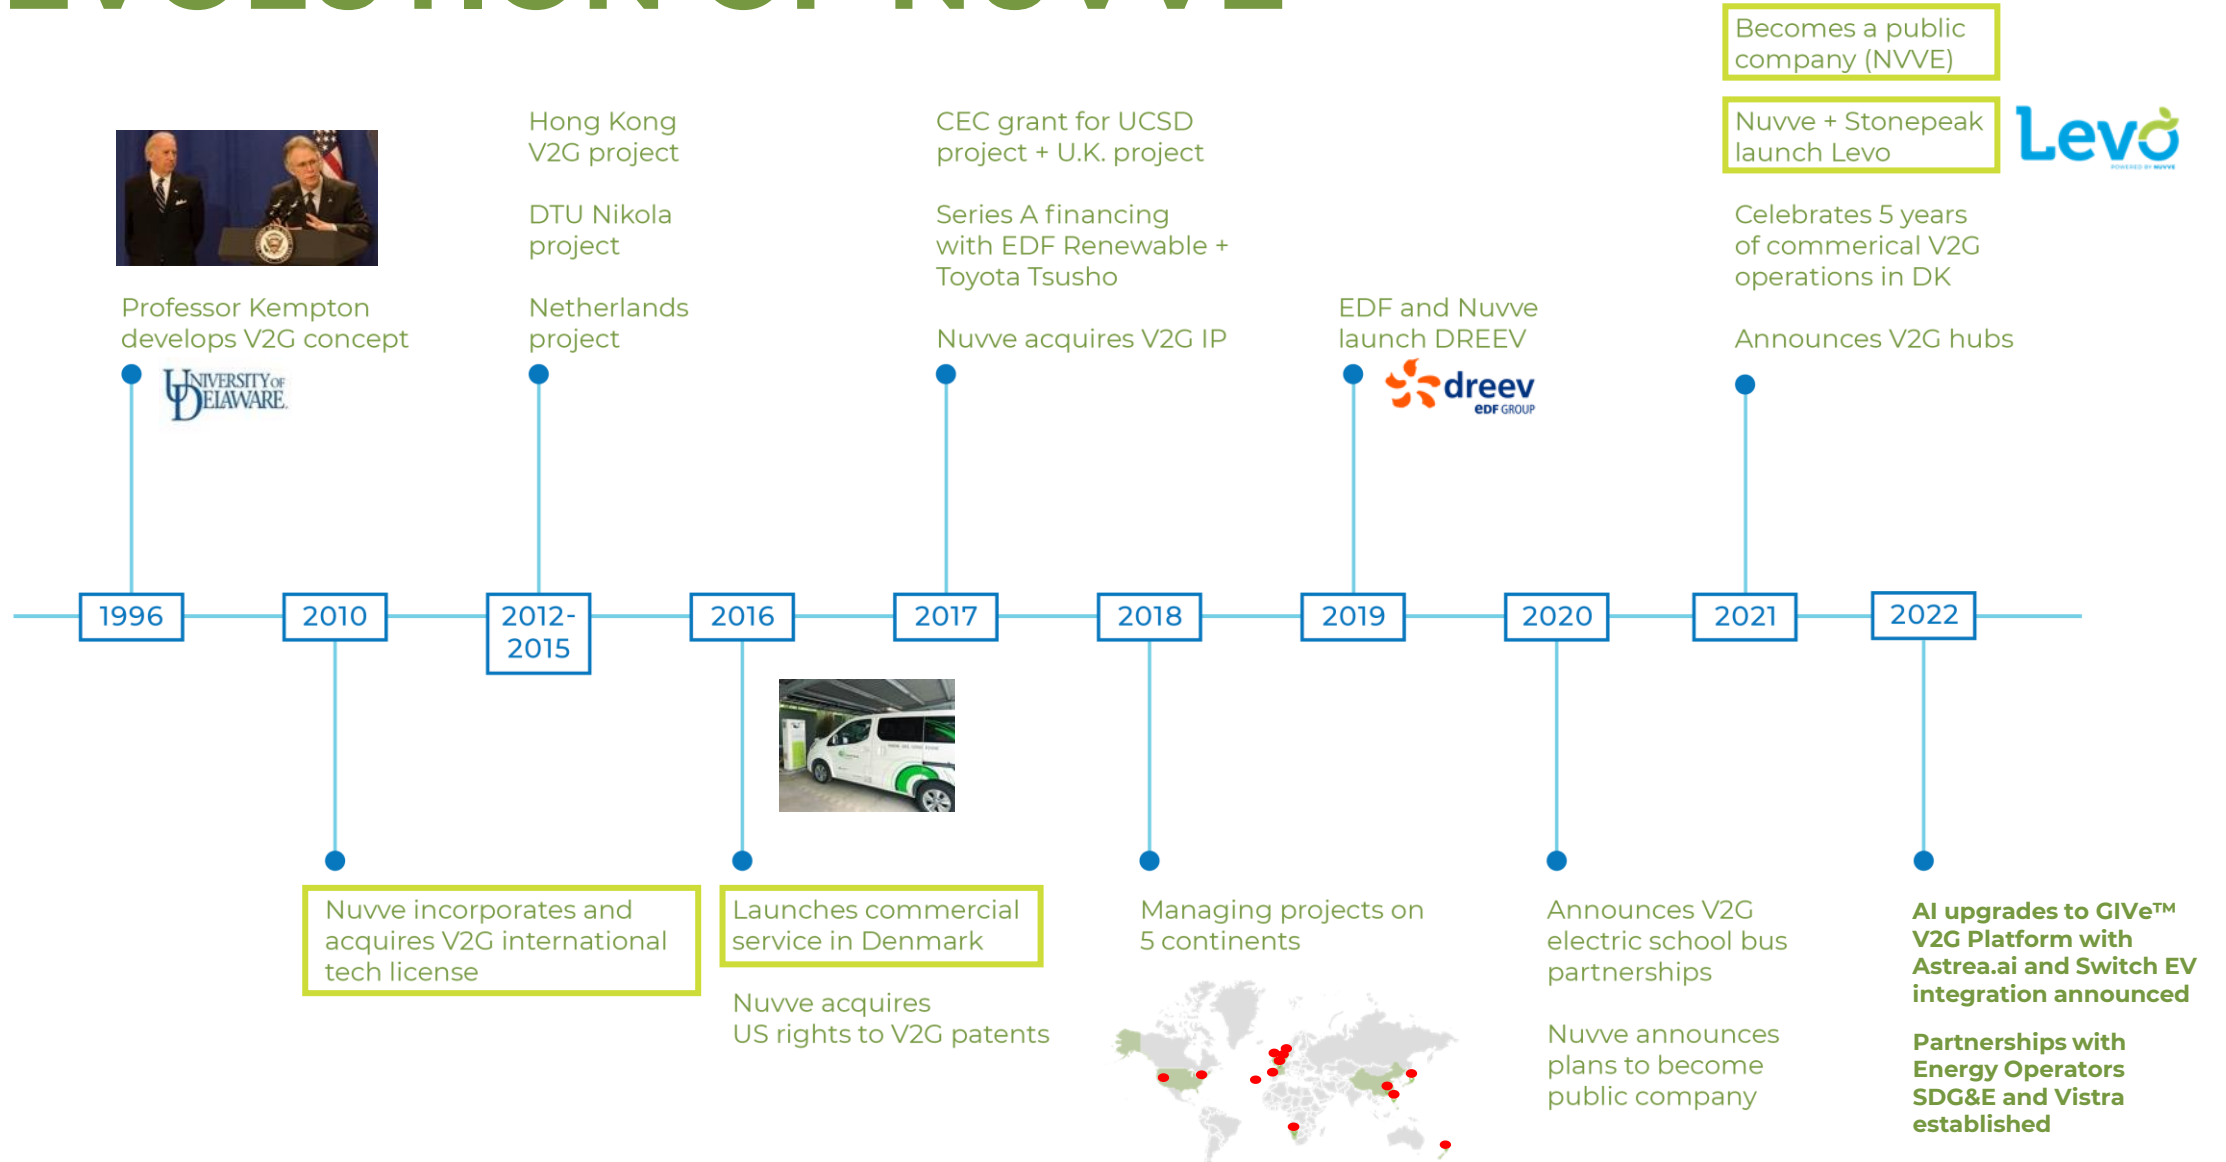 EVOLUTION OF NUVVE
Becomes a public
company (NVVE)
Nuvve + Stonepeak
launch Levo
Levo
POWERED BY NUVVE
Celebrates 5 years
of commerical V2G
operations in DK
Announces V2G hubs
Hong Kong
V2G project
DTU Nikola
project
Netherlands
project
CEC grant for UCSD
project + U.K. project
Series A financing
with EDF Renewable +
Toyota Tsusho
Nuvve acquires V2G IP
Professor Kempton
develops V2G concept
UNIVERSITY OF
DELAWARE
EDF and Nuvve
launch DREEV
dreev
eDF GROUP
1996
2010
2012-
2015
2016
2017
2018
2019
2020
2021
2022
Nuvve incorporates and
acquires V2G international
tech license
Launches commercial
service in Denmark
Nuvve acquires
US rights to V2G patents
Managing projects on
5 continents
Announces V2G
electric school bus
partnerships
Nuvve announces
plans to become
public company
AI upgrades to GIVe™
V2G Platform with
Astrea.ai and Switch EV
integration announced
Partnerships with
Energy Operators
SDG&E and Vistra
established